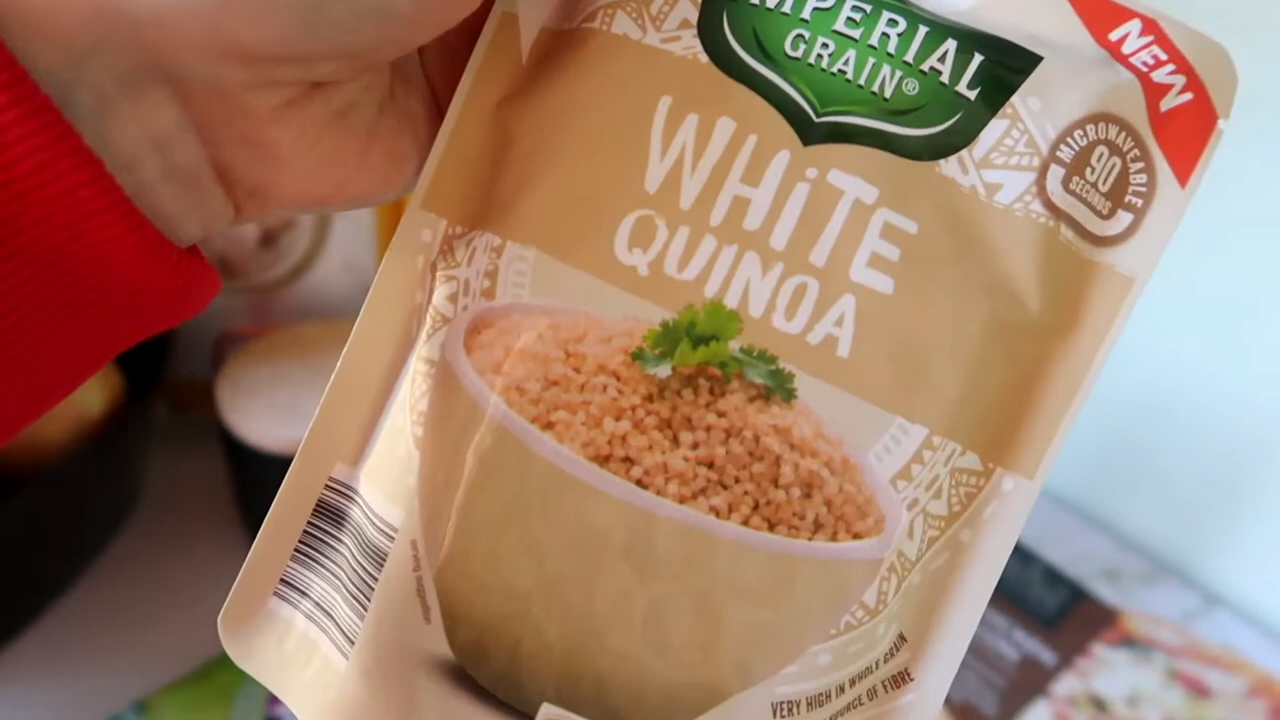 IMPERIAL
GRAIN®
NEW
MICROWAVEABLE
90
SECONDS
WHiTE
QUINOA
VERY HIGH IN WHOLE GRAIN
SOURCE OF FIBRE